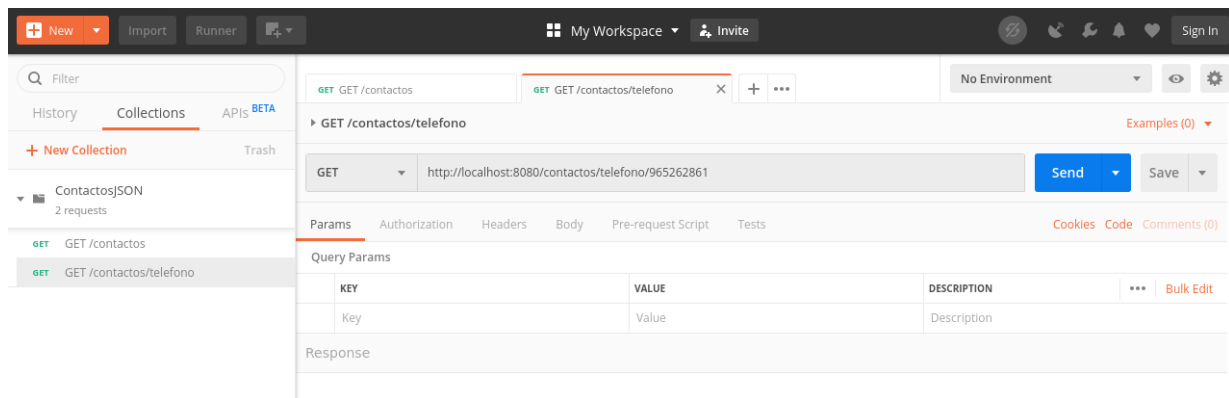 New Import Runner My Workspace Invite Sign In
Filter
History Collections APIs BETA
+ New Collection Trash
ContactosJSON
2 requests
GET GET /contactos
GET GET /contactos/telefono
GET GET /contactos GET GET /contactos/telefono No Environment
GET /contactos/telefono Examples (0)
GET http://localhost:8080/contactos/telefono/965262861 Send Save
Params Authorization Headers Body Pre-request Script Tests Cookies Code Comments (0)
Query Params
KEY VALUE DESCRIPTION Bulk Edit
Key Value Description
Response